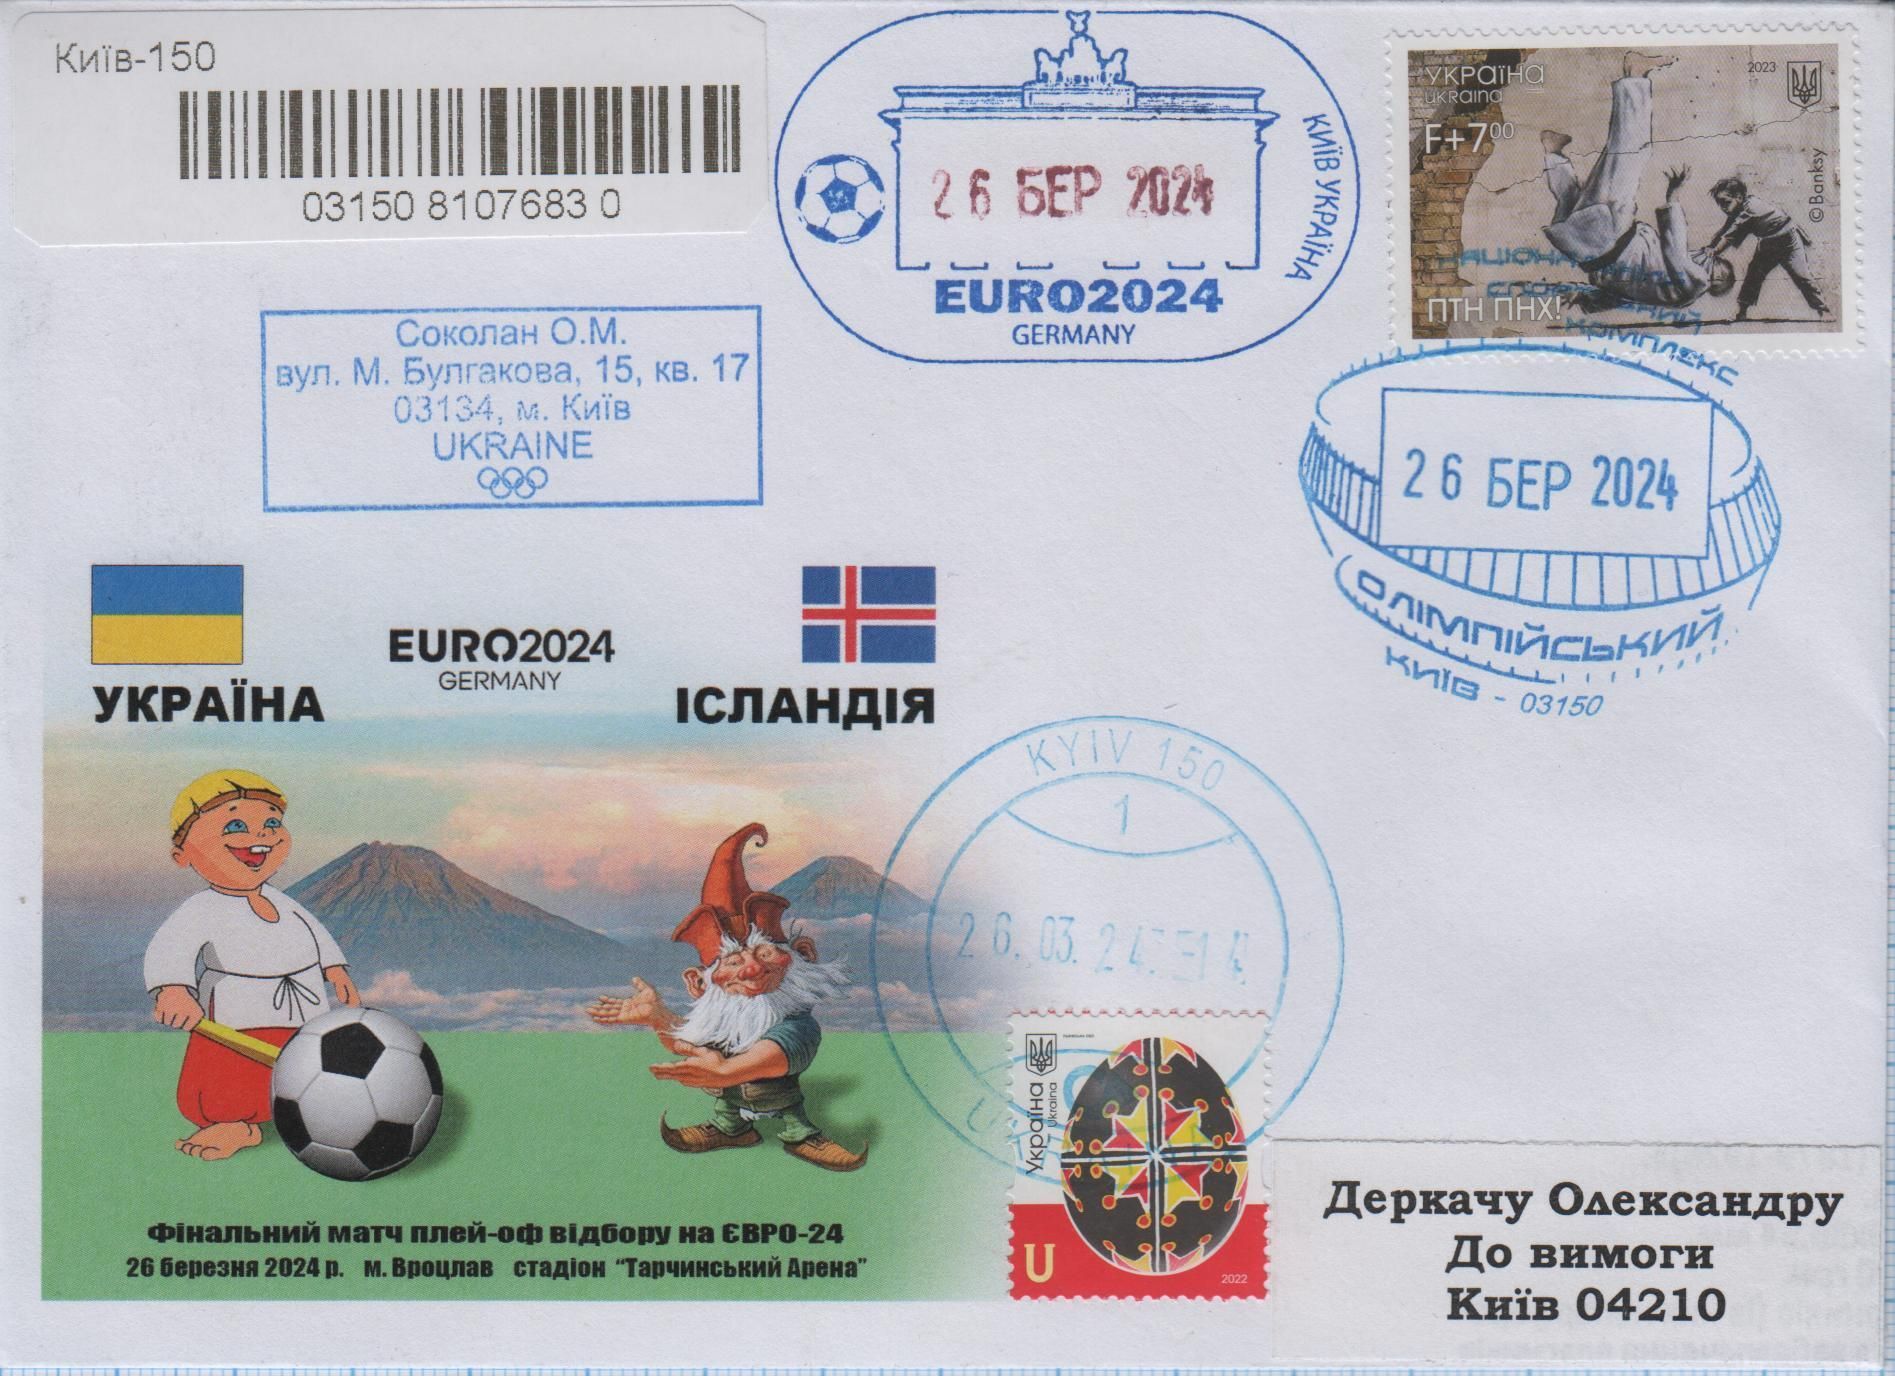 Київ-150
03150 8107683 0
КИЇВ УКРАЇНА
26 БЕР 2024
EURO2024
GERMANY
УКРАЇНА
UKRAINA
2023
F+7.00
©Banksy
ПТН ПНХ!
НАЦІОНАЛЬНИЙ
СПОРТИВНИЙ
КОМПЛЕКС
26 БЕР 2024
ОЛІМПІЙСЬКИЙ
КИЇВ - 03150
Соколан О.М.
вул. М. Булгакова, 15, кв. 17
03134, м. Київ
UKRAINE
EURO2024
GERMANY
УКРАЇНА
ІСЛАНДІЯ
KYIV 150
1
26.03.24
Україна
Ukraina
U
2022
Фінальний матч плей-оф відбору на ЄВРО-24
26 березня 2024 р. м. Вроцлав стадіон "Тарчинський Арена"
Деркачу Олександру
До вимоги
Київ 04210